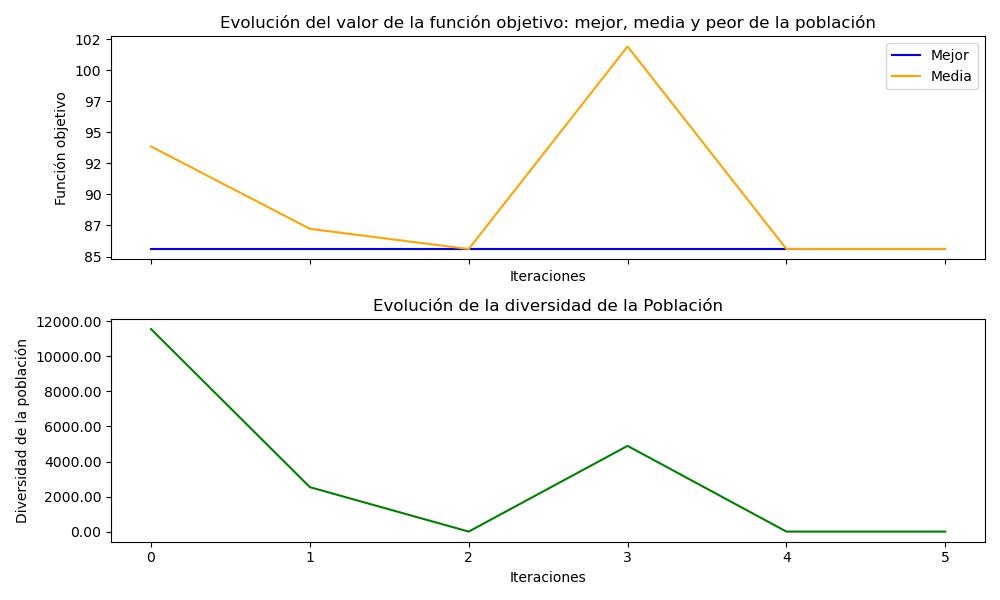 Evolución del valor de la función objetivo: mejor, media y peor de la población
102
100
97
95
92
90
87
85
Función objetivo
Mejor
Media
Iteraciones
Evolución de la diversidad de la Población
12000.00
10000.00
8000.00
6000.00
4000.00
2000.00
0.00
Diversidad de la población
0 1 2 3 4 5
Iteraciones